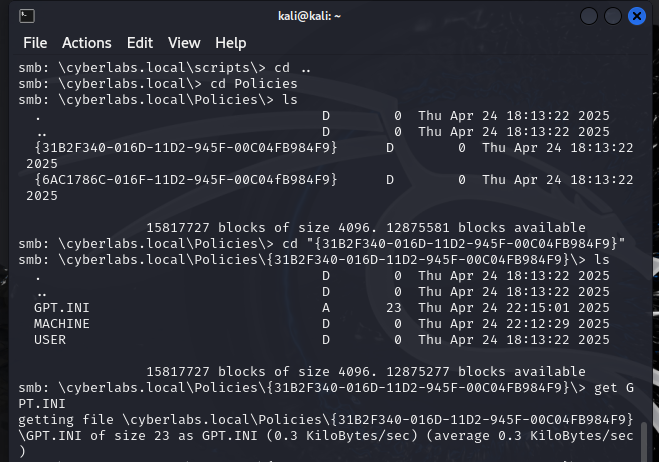 kali@kali: ~
File Actions Edit View Help
smb: \cyberlabs.local\scripts\> cd ..
smb: \cyberlabs.local\> cd Policies
smb: \cyberlabs.local\Policies\> ls
  .                                   D        0  Thu Apr 24 18:13:22 2025
  ..                                  D        0  Thu Apr 24 18:13:22 2025
  {31B2F340-016D-11D2-945F-00C04FB984F9}      D        0  Thu Apr 24 18:13:22
 2025
  {6AC1786C-016F-11D2-945F-00C04fB984F9}      D        0  Thu Apr 24 18:13:22
 2025
                15817727 blocks of size 4096. 12875581 blocks available
smb: \cyberlabs.local\Policies\> cd "{31B2F340-016D-11D2-945F-00C04FB984F9}"
smb: \cyberlabs.local\Policies\{31B2F340-016D-11D2-945F-00C04FB984F9}\> ls
  .                                   D        0  Thu Apr 24 18:13:22 2025
  ..                                  D        0  Thu Apr 24 18:13:22 2025
  GPT.INI                             A       23  Thu Apr 24 22:15:01 2025
  MACHINE                             D        0  Thu Apr 24 22:12:29 2025
  USER                                D        0  Thu Apr 24 18:13:22 2025
                15817727 blocks of size 4096. 12875277 blocks available
smb: \cyberlabs.local\Policies\{31B2F340-016D-11D2-945F-00C04FB984F9}\> get G
PT.INI
getting file \cyberlabs.local\Policies\{31B2F340-016D-11D2-945F-00C04FB984F9}
\GPT.INI of size 23 as GPT.INI (0.3 KiloBytes/sec) (average 0.3 KiloBytes/sec
)